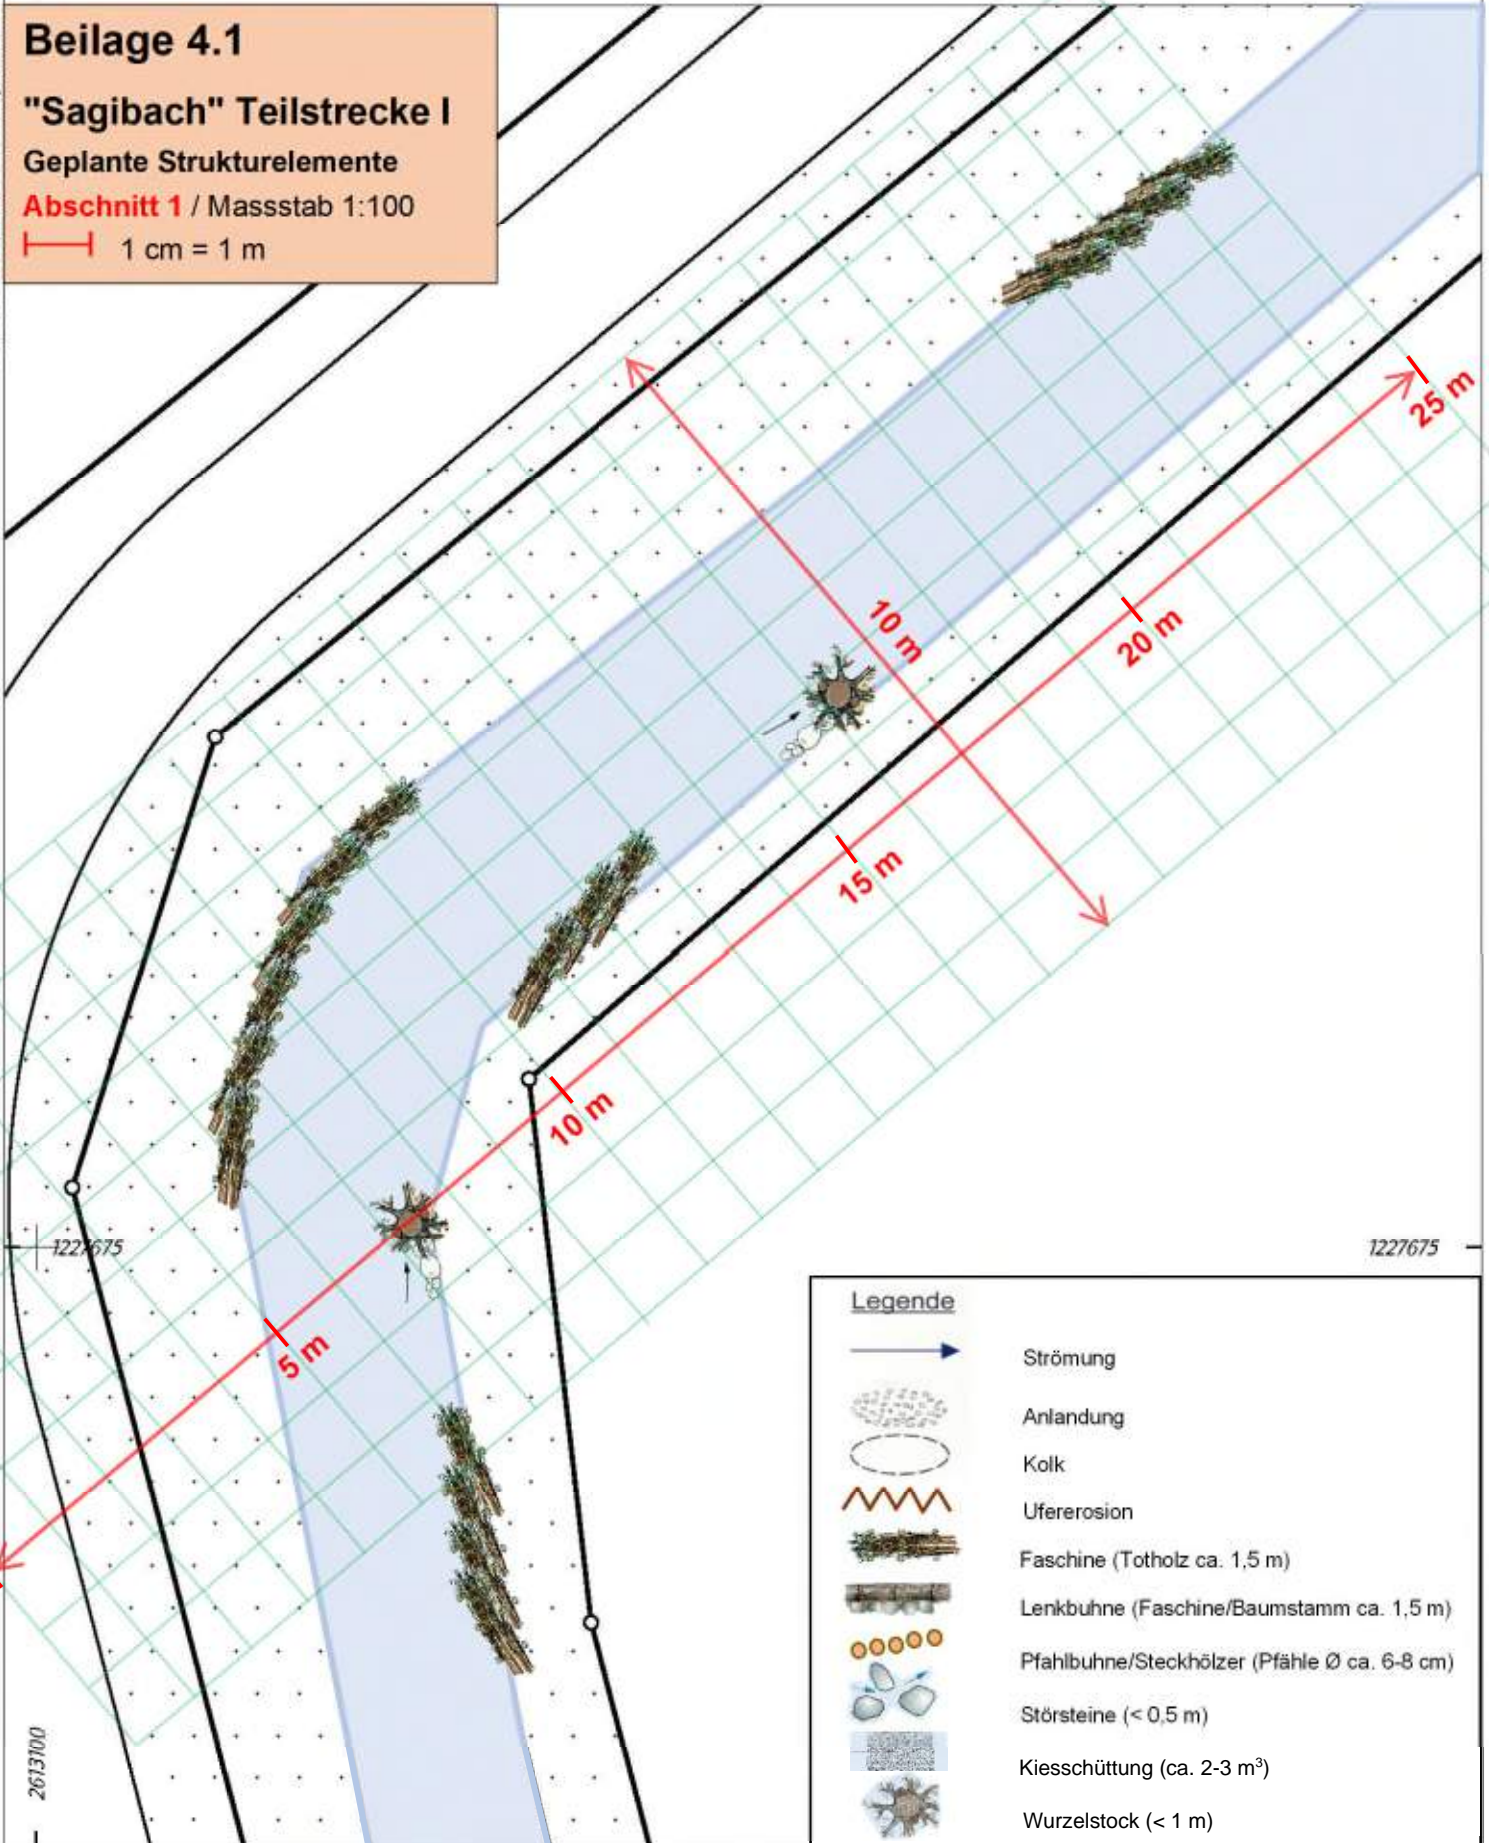 Beilage 4.1
"Sagibach" Teilstrecke I
Geplante Strukturelemente
Abschnitt 1 / Massstab 1:100
1 cm = 1 m
25 m
10 m
20 m
15 m
10 m
1227675
1227675
5 m
2613100
Legende
Strömung
Anlandung
Kolk
Ufererosion
Faschine (Totholz ca. 1,5 m)
Lenkbuhne (Faschine/Baumstamm ca. 1,5 m)
Pfahlbuhne/Steckhölzer (Pfähle Ø ca. 6-8 cm)
Störsteine (< 0,5 m)
Kiesschüttung (ca. 2-3 m³)
Wurzelstock (< 1 m)